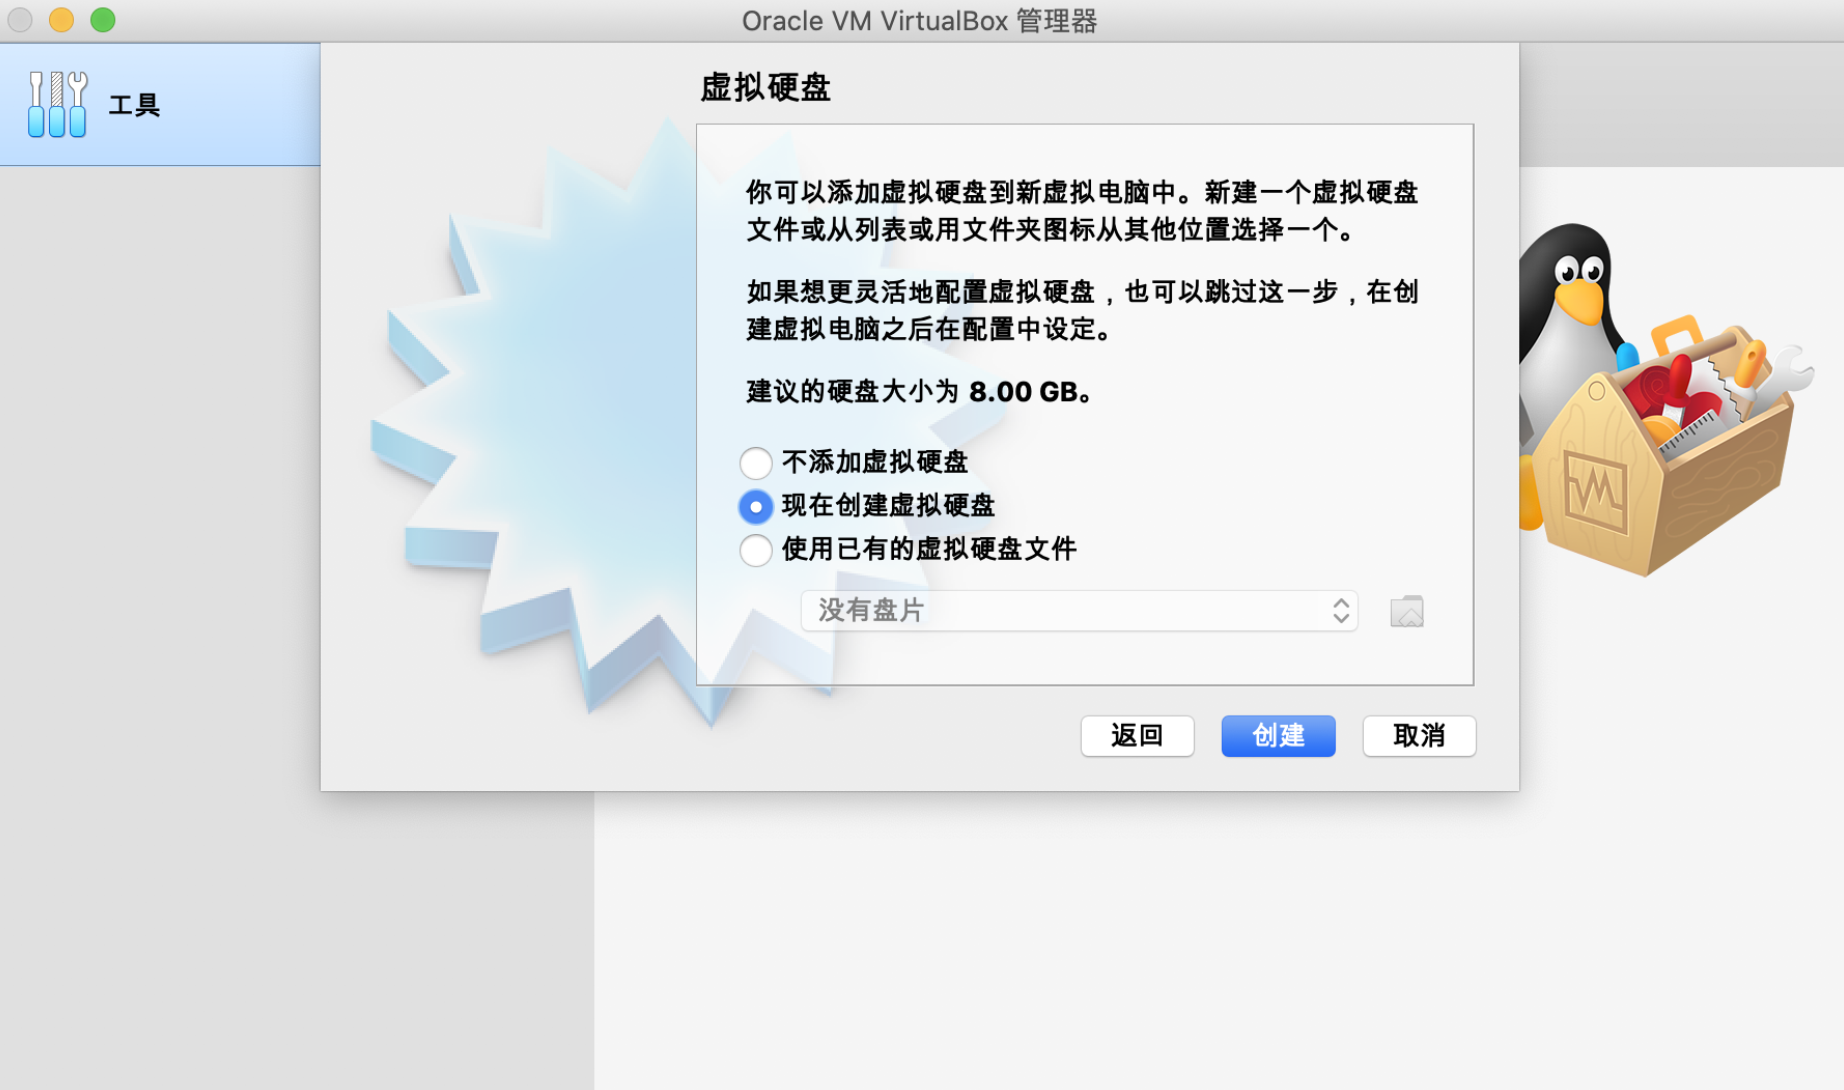 Oracle VM VirtualBox 管理器
工具
虚拟硬盘
你可以添加虚拟硬盘到新虚拟电脑中。新建一个虚拟硬盘
文件或从列表或用文件夹图标从其他位置选择一个。
如果想更灵活地配置虚拟硬盘，也可以跳过这一步，在创
建虚拟电脑之后在配置中设定。
建议的硬盘大小为 8.00 GB。
不添加虚拟硬盘
现在创建虚拟硬盘
使用已有的虚拟硬盘文件
没有盘片
返回
创建
取消